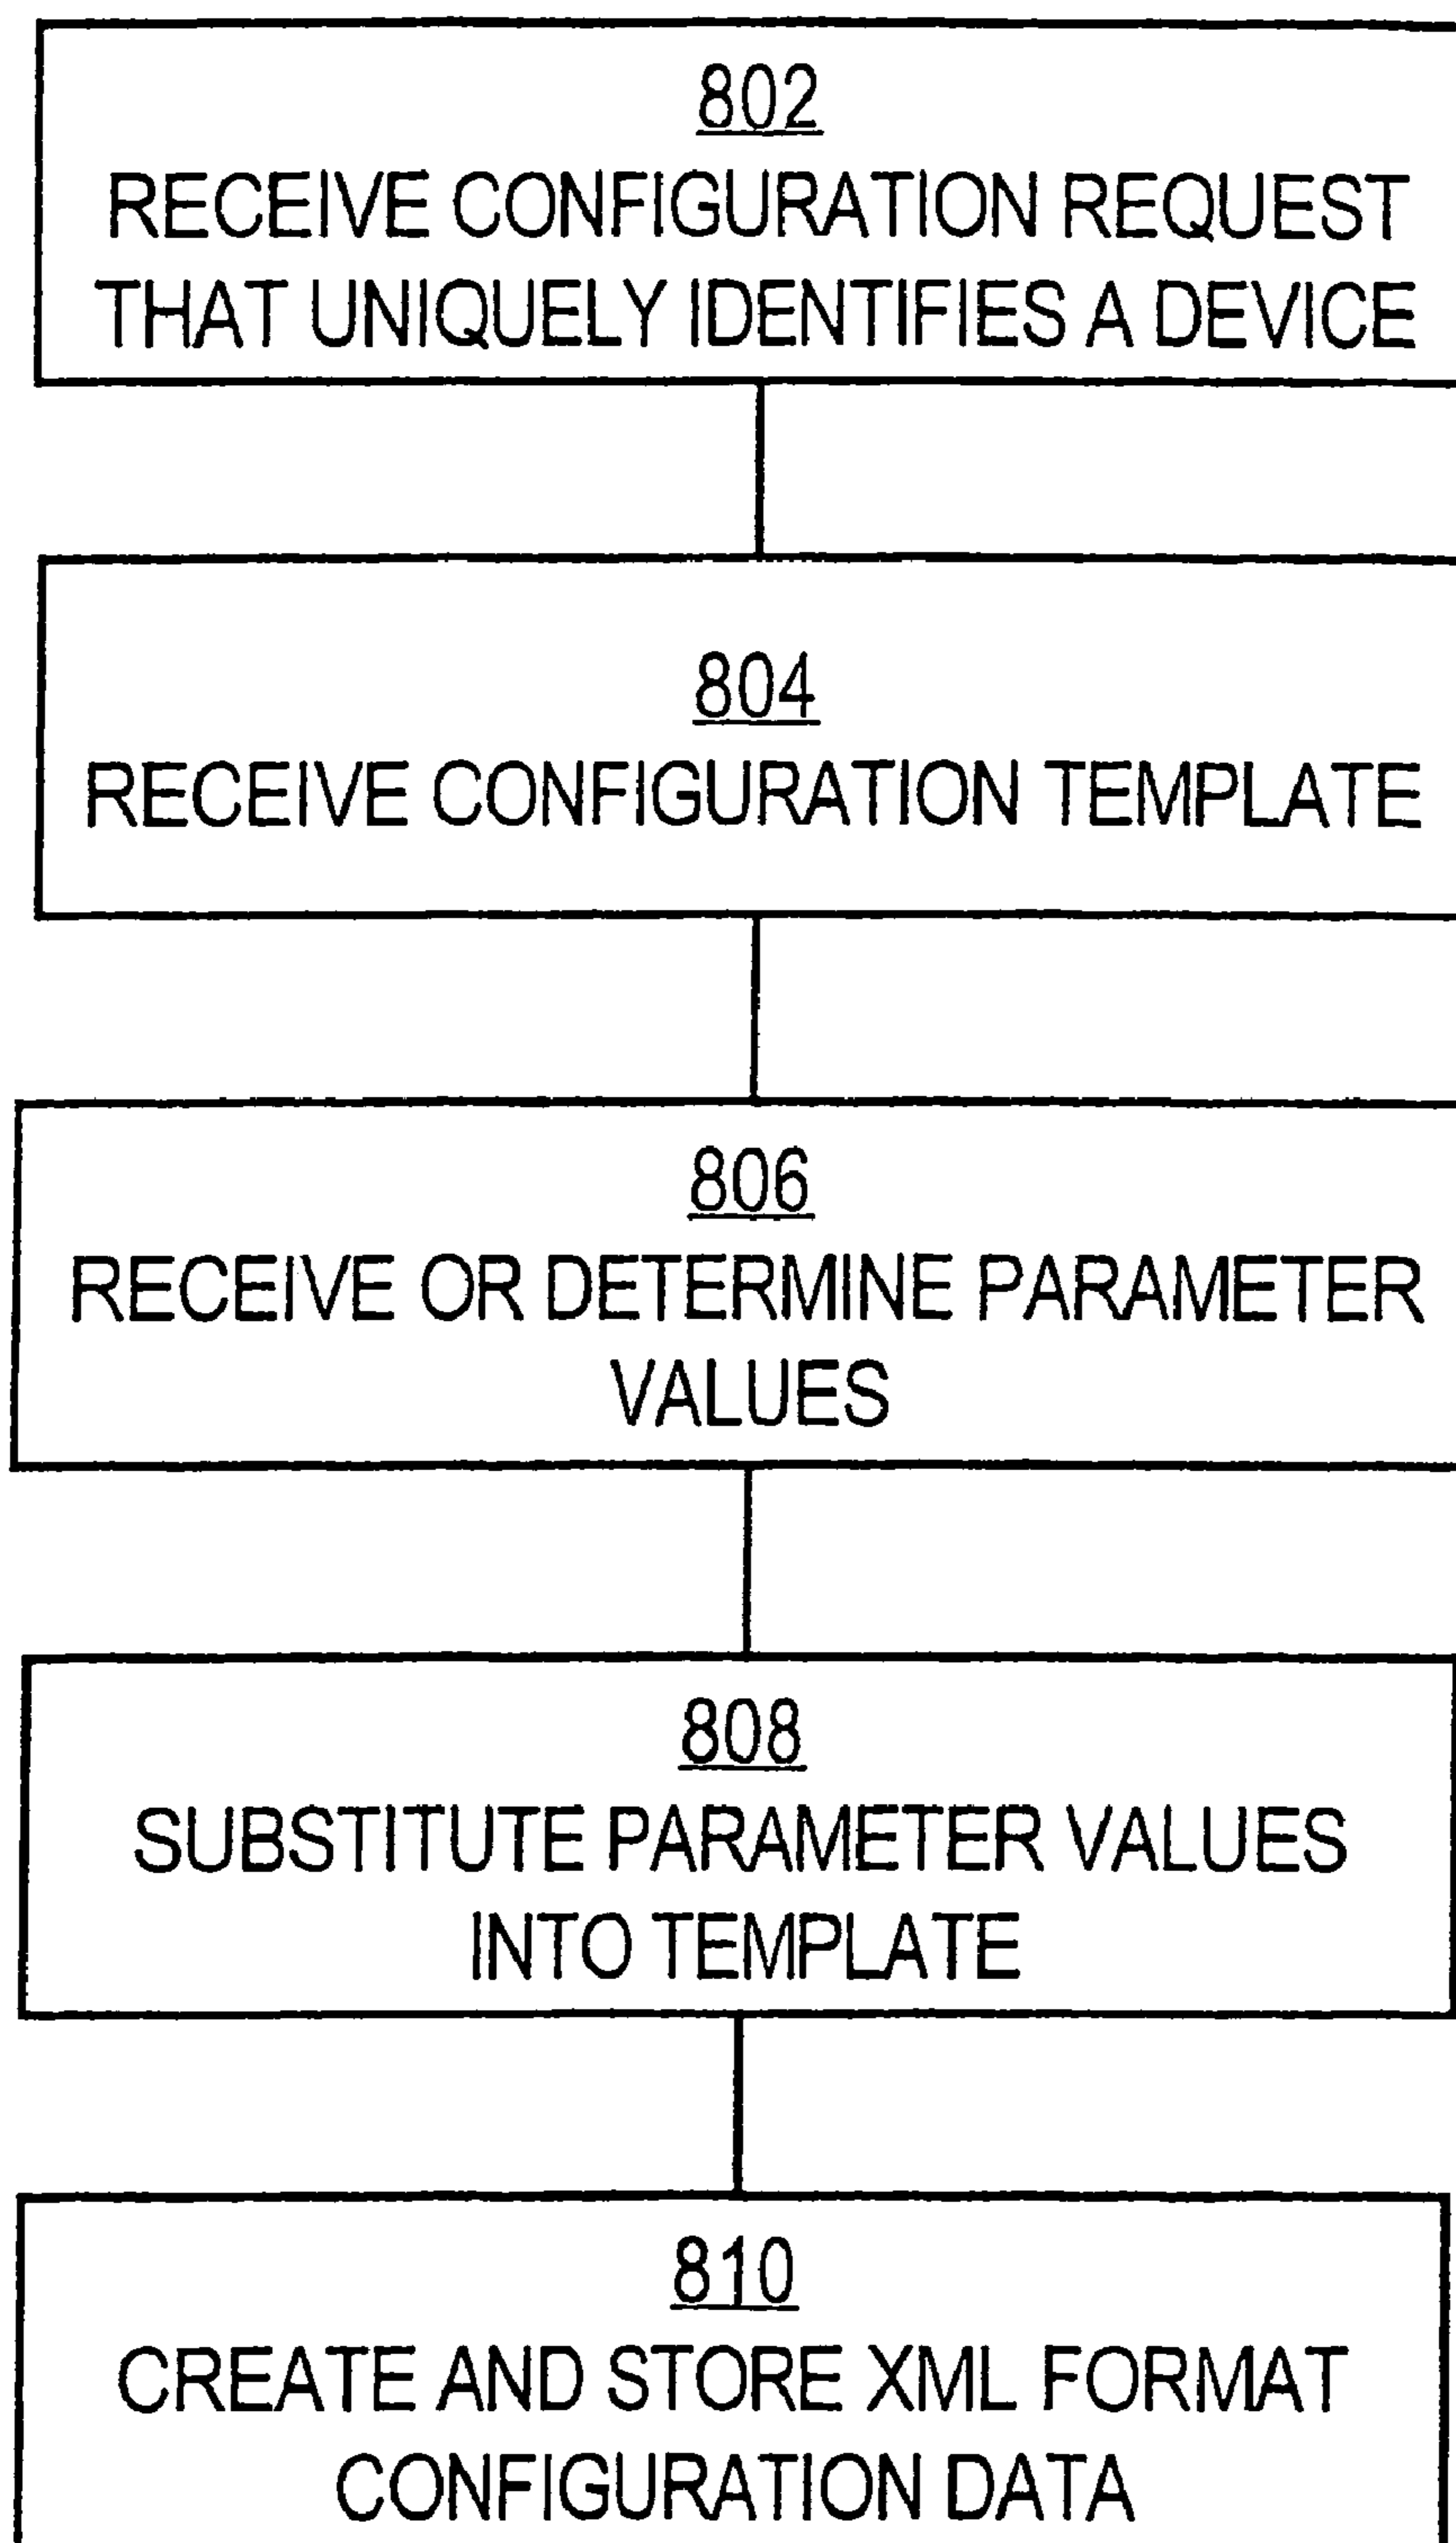 802
RECEIVE CONFIGURATION REQUEST
THAT UNIQUELY IDENTIFIES A DEVICE
804
RECEIVE CONFIGURATION TEMPLATE
806
RECEIVE OR DETERMINE PARAMETER
VALUES
808
SUBSTITUTE PARAMETER VALUES
INTO TEMPLATE
810
CREATE AND STORE XML FORMAT
CONFIGURATION DATA